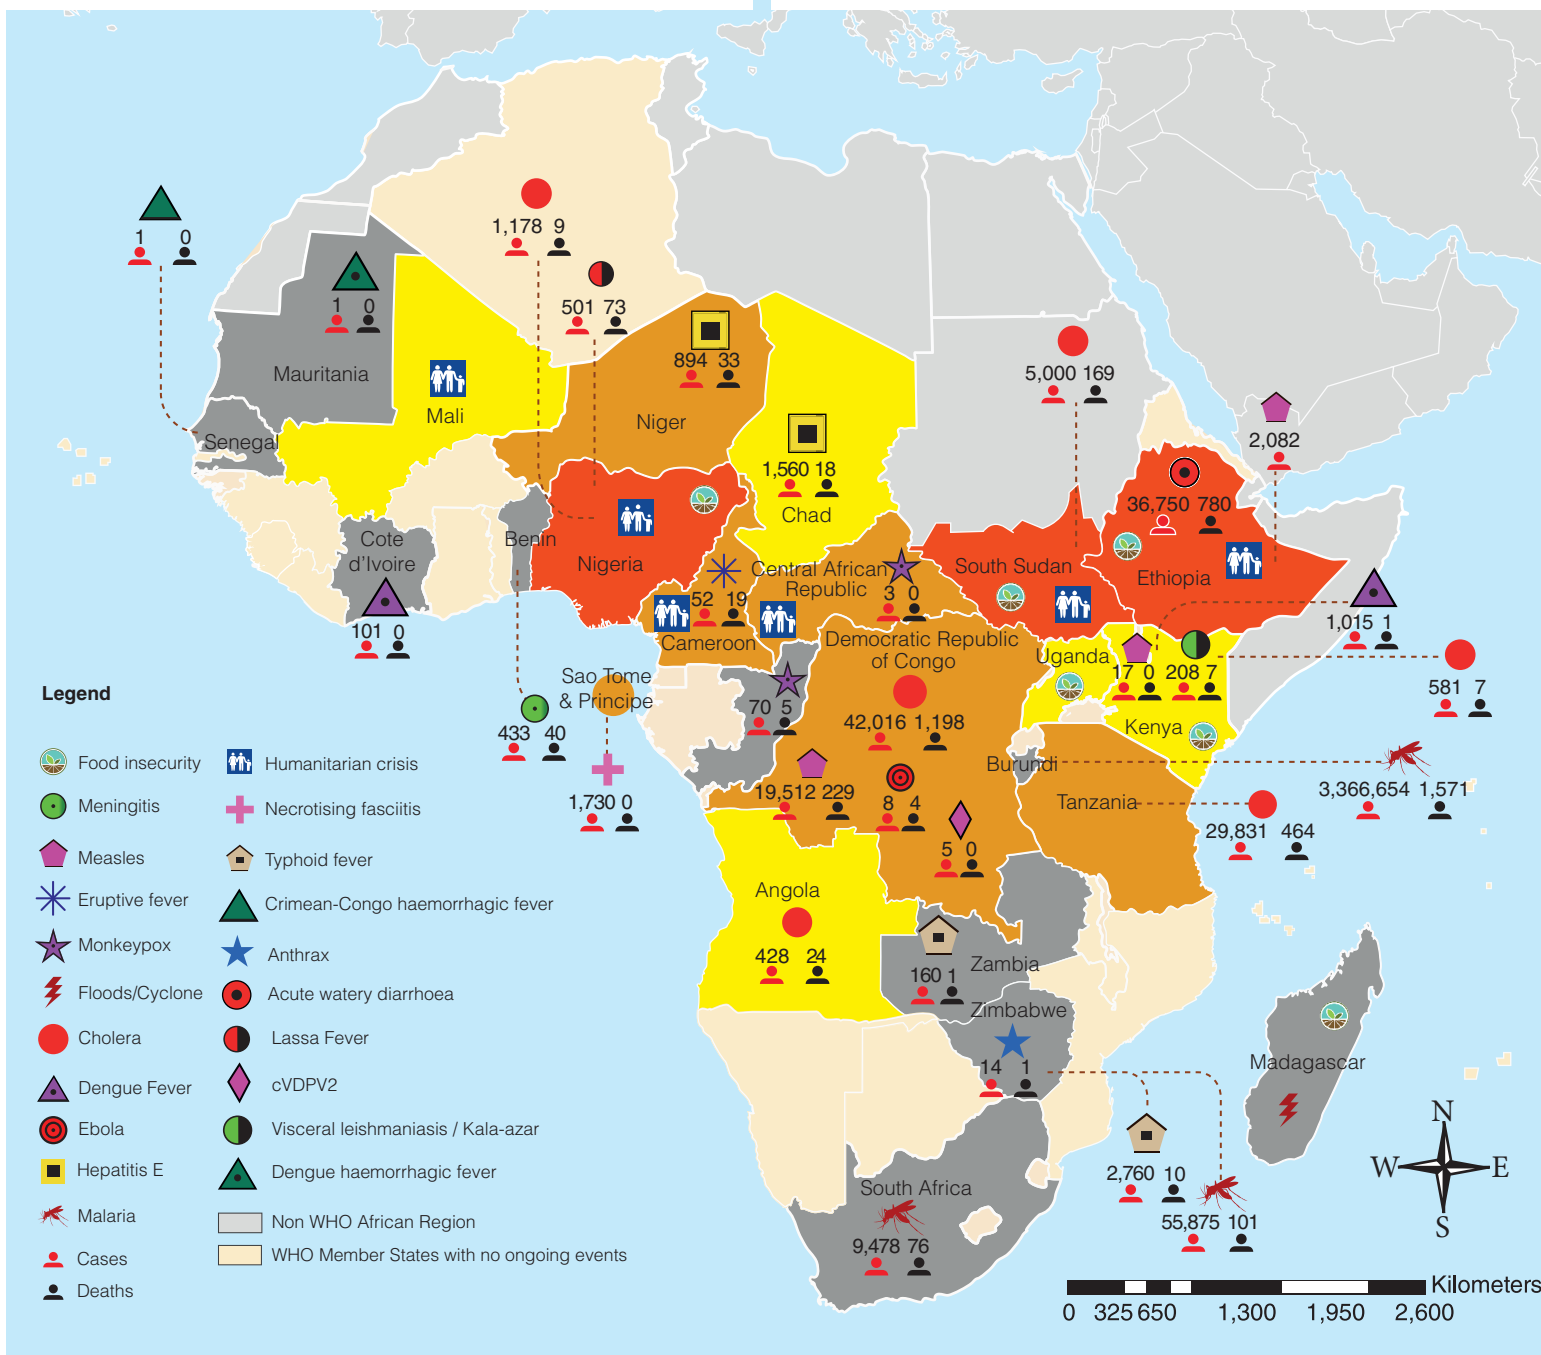 1,178 9
1 0
501 73
1 0
894 33
5,000 169
Mauritania
Mali
Niger
2,082
Senegal
1,560 18
Chad
36,750 780
Cote
d'Ivoire
Benin
Nigeria
Central African
Republic
South Sudan
Ethiopia
52 19
3 0
101 0
Cameroon
Democratic Republic
of Congo
1,015 1
Uganda
17 0 208 7
Sao Tome
& Principe
581 7
70 5
42,016 1,198
Kenya
433 40
Burundi
1,730 0
19,512 229
8 4
Tanzania
3,366,654 1,571
29,831 464
5 0
Angola
428 24
160 1
Zambia
Zimbabwe
14 1
Madagascar
2,760 10
South Africa
55,875 101
9,478 76
Legend
Food insecurity
Meningitis
Measles
Eruptive fever
Monkeypox
Floods/Cyclone
Cholera
Dengue Fever
Ebola
Hepatitis E
Malaria
Cases
Deaths
Humanitarian crisis
Necrotising fasciitis
Typhoid fever
Crimean-Congo haemorrhagic fever
Anthrax
Acute watery diarrhoea
Lassa Fever
cVDPV2
Visceral leishmaniasis / Kala-azar
Dengue haemorrhagic fever
Non WHO African Region
WHO Member States with no ongoing events
N
W E
S
Kilometers
0 325 650 1,300 1,950 2,600